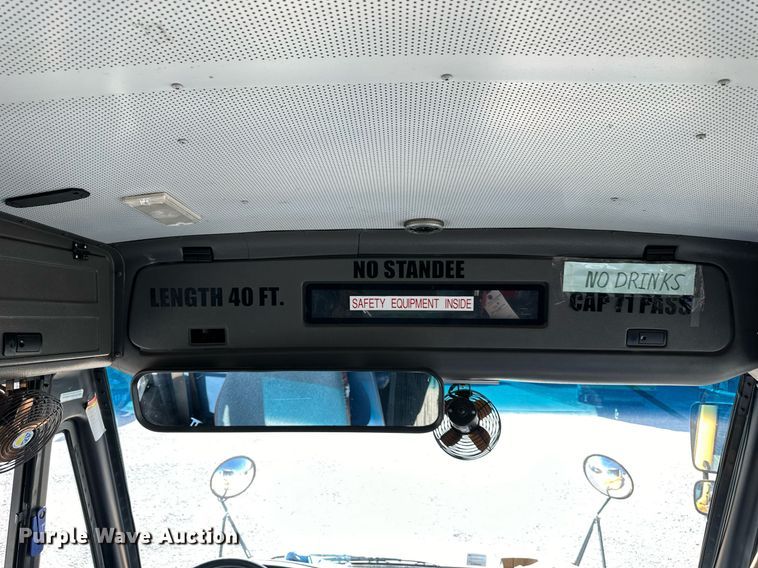 NO STANDEE
LENGTH 40 FT.
SAFETY EQUIPMENT INSIDE
NO DRINKS
CAP 71 PASS
Purple Wave Auction